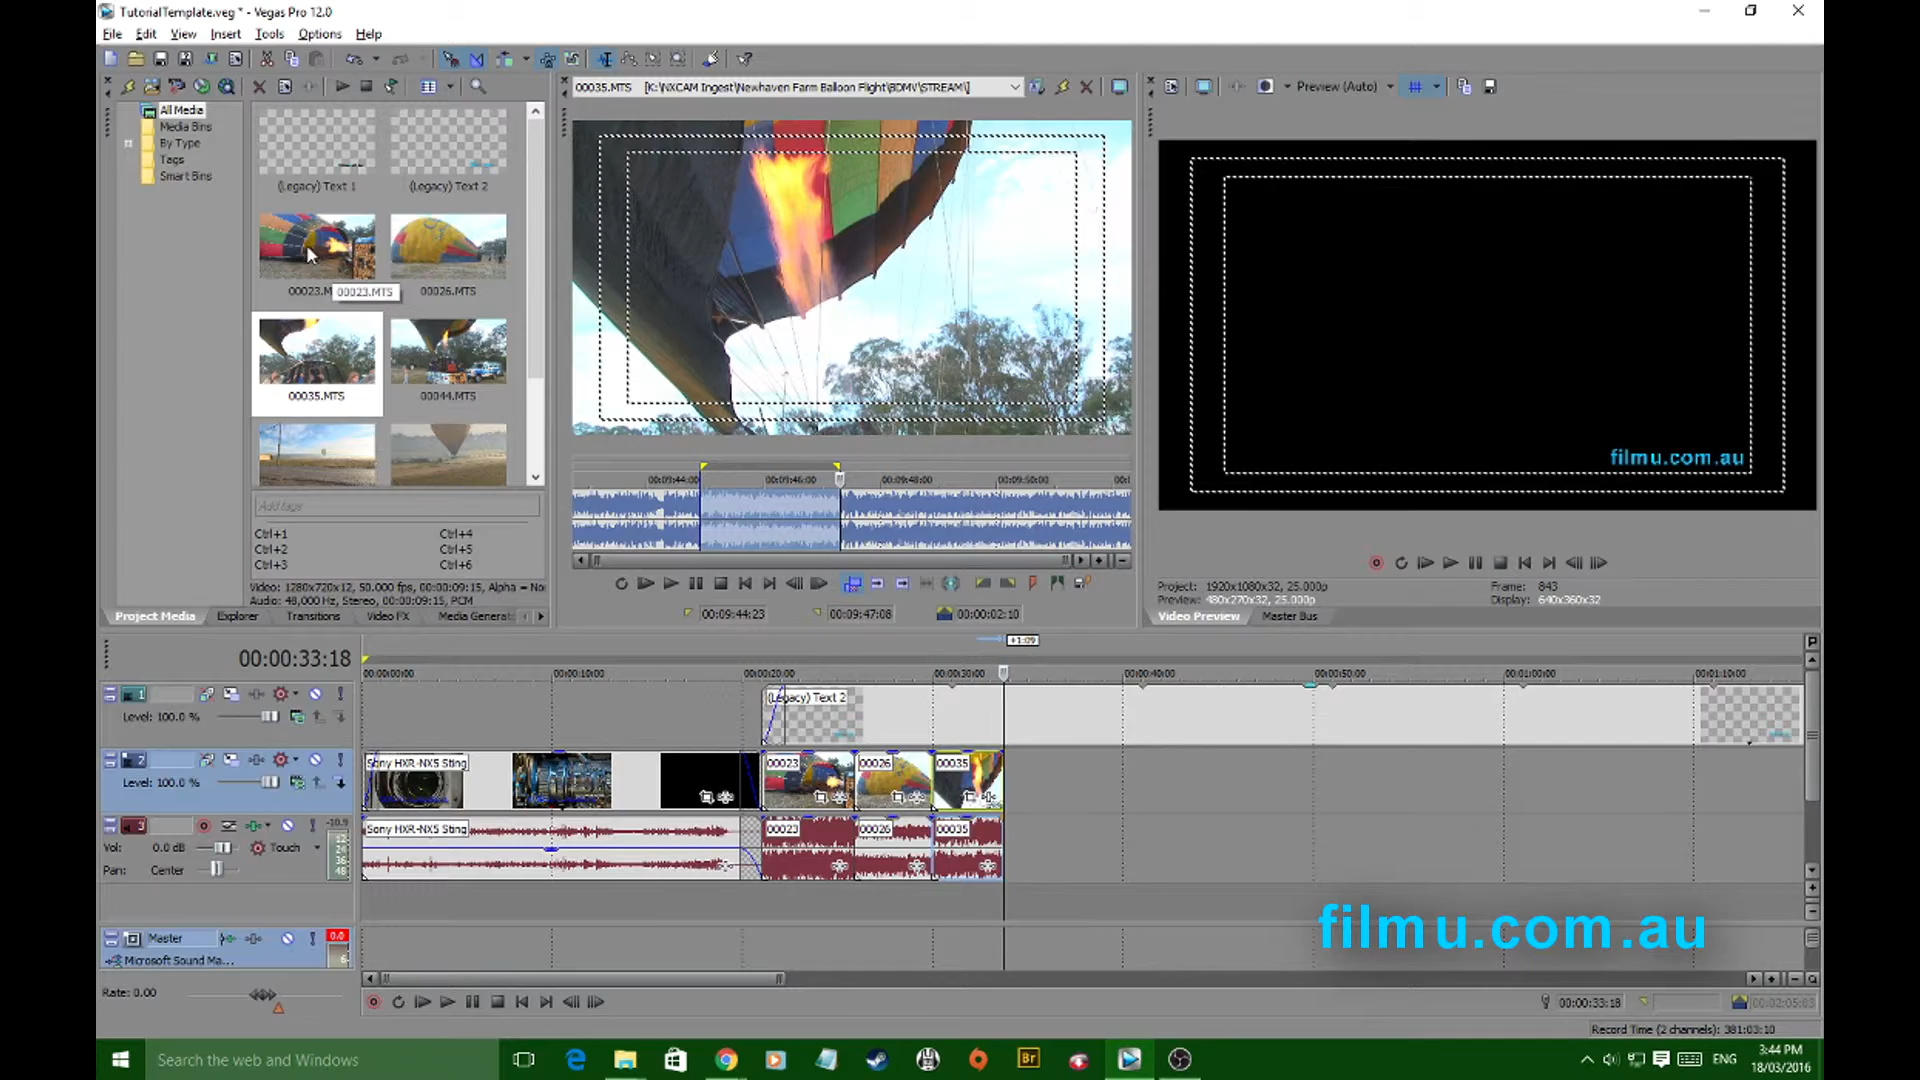 TutorialTemplate.veg * - Vegas Pro 12.0
File Edit View Insert Tools Options Help
00035.MTS [K:\NXCAM Ingest\Newhaven Farm Balloon Flight\BDMV\STREAM\]
Preview (Auto)
All Media
Media Bins
By Type
Tags
Smart Bins
(Legacy) Text 1
(Legacy) Text 2
00023.M
00023.MTS
00026.MTS
00035.MTS
00044.MTS
Add tags
Ctrl+1
Ctrl+2
Ctrl+3
Ctrl+4
Ctrl+5
Ctrl+6
Video: 1280x720x12, 50.000 fps, 00:00:09:15, Alpha = No
Audio: 48,000 Hz, Stereo, 00:00:09:15, PCM
Project Media Explorer Transitions Video FX Media Generat
00:09:44:00 00:09:46:00 00:09:48:00 00:09:50:00
00:09:44:23 00:09:47:08 00:00:02:10
filmu.com.au
Project: 1920x1080x32, 25.000p
Preview: 480x270x32, 25.000p
Frame: 843
Display: 640x360x32
Video Preview Master Bus
+1:09
00:00:33:18
00:00:00:00 00:00:10:00 00:00:20:00 00:00:30:00 00:00:40:00 00:00:50:00 00:01:00:00 00:01:10:00
1
Level: 100.0 %
(Legacy) Text 2
2
Level: 100.0 %
Sony HXR-NX5 Sting
00023
00026
00035
3
Vol: 0.0 dB Touch
Pan: Center
-10.9
12
24
36
48
Sony HXR-NX5 Sting
00023
00026
00035
Master
0.0
6
Microsoft Sound Ma...
Rate: 0.00
filmu.com.au
00:00:33:18
00:02:05:03
Record Time (2 channels): 381:03:10
Search the web and Windows
Br
ENG
3:44 PM
18/03/2016